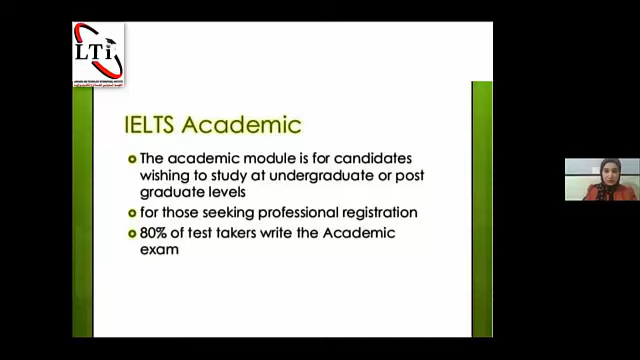 LTi
IELTS Academic
The academic module is for candidates
wishing to study at undergraduate or post
graduate levels
for those seeking professional registration
80% of test takers write the Academic
exam